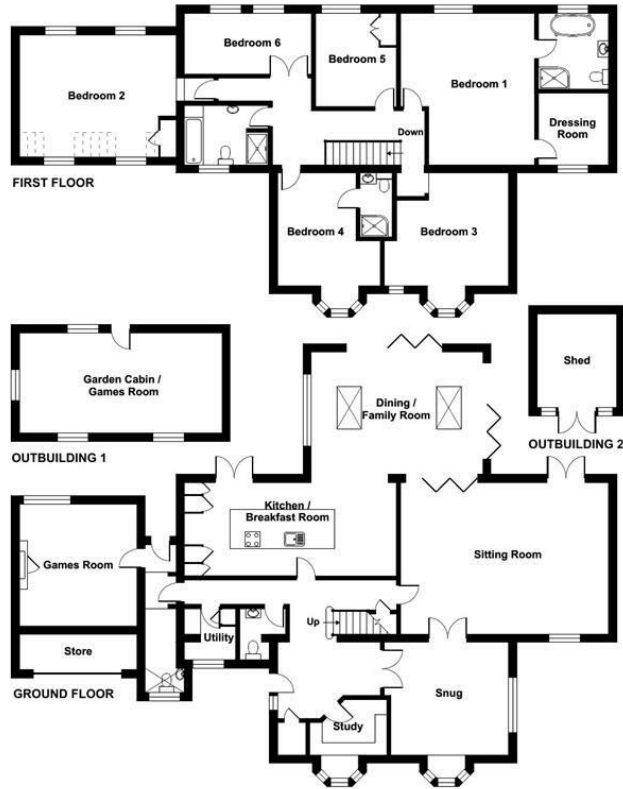 Bedroom 6
Bedroom 5
Bedroom 2
Bedroom 1
Dressing
Room
Down
FIRST FLOOR
Bedroom 4
Bedroom 3
Garden Cabin /
Games Room
OUTBUILDING 1
Dining /
Family Room
Shed
OUTBUILDING 2
Kitchen /
Breakfast Room
Games Room
Sitting Room
Up
Utility
Store
GROUND FLOOR
Snug
Study